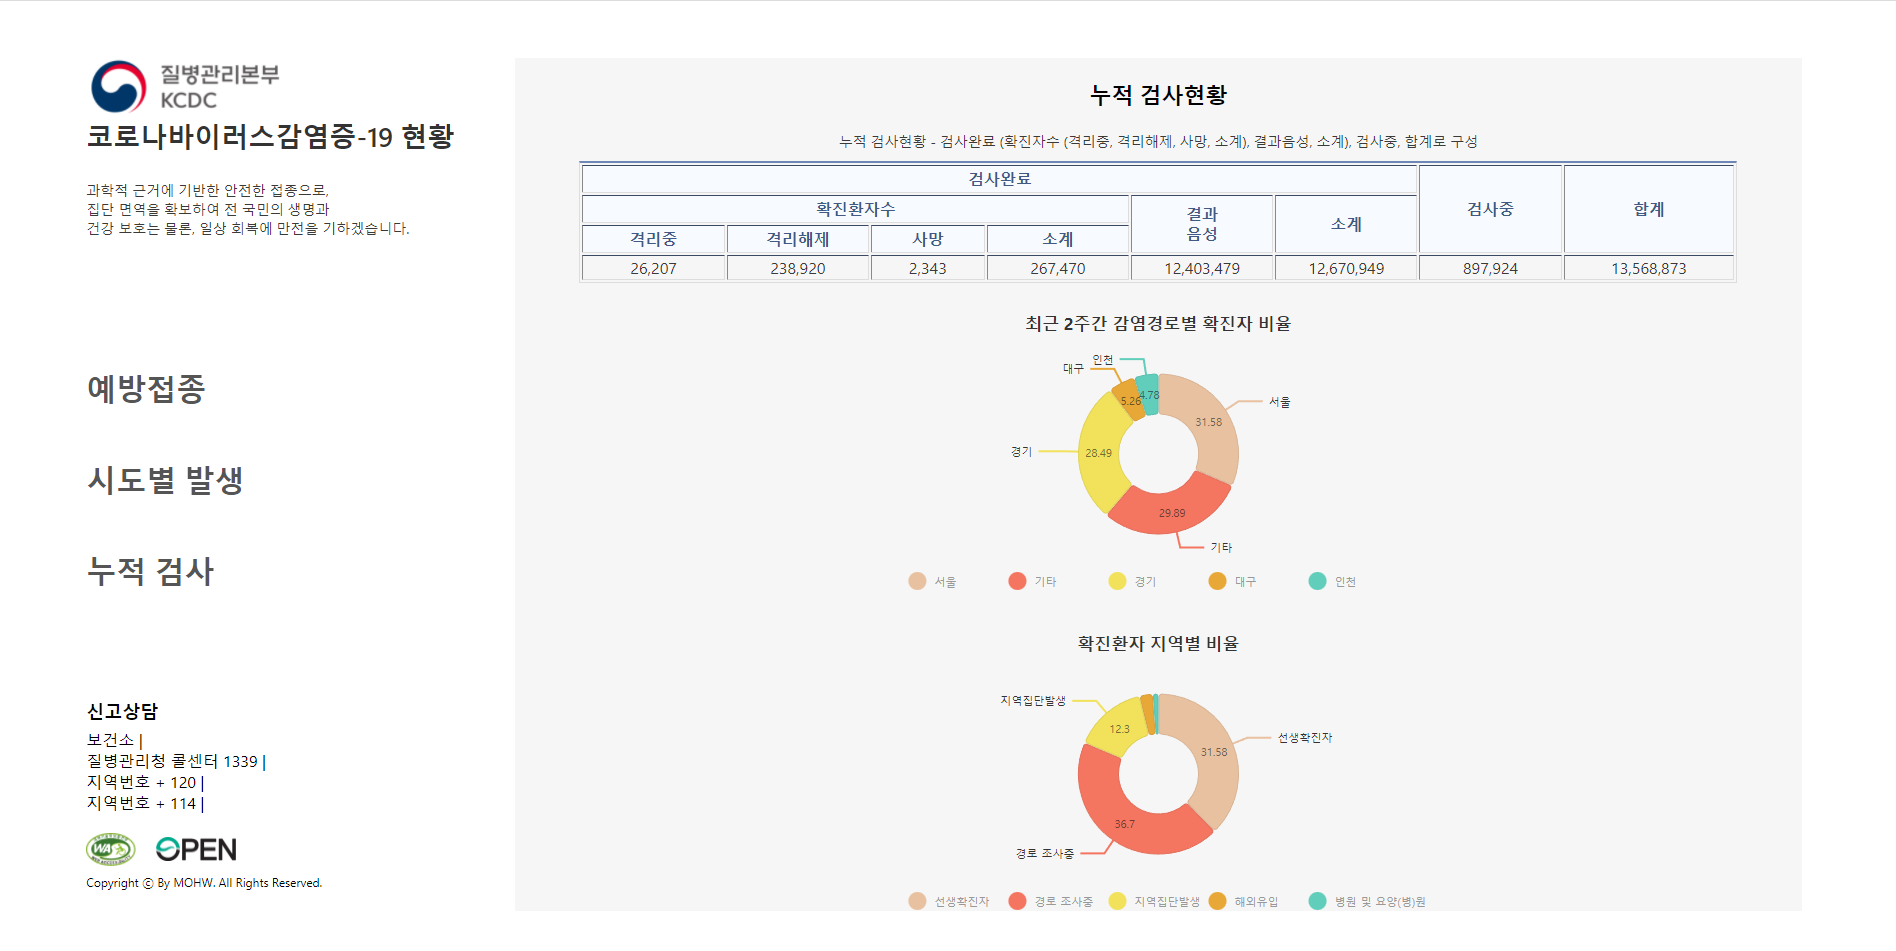 질병관리본부
KCDC
코로나바이러스감염증-19 현황
과학적 근거에 기반한 안전한 접종으로,
집단 면역을 확보하여 전 국민의 생명과
건강 보호는 물론, 일상 회복에 만전을 기하겠습니다.
예방접종
시도별 발생
누적 검사
신고상담
보건소 |
질병관리청 콜센터 1339 |
지역번호 + 120 |
지역번호 + 114 |
WA
OPEN
Copyright ⓒ By MOHW. All Rights Reserved.
누적 검사현황
누적 검사현황 - 검사완료 (확진자수 (격리중, 격리해제, 사망, 소계), 결과음성, 소계), 검사중, 합계로 구성
검사완료 검사중 합계
확진환자수 결과 음성 소계
격리중 격리해제 사망 소계
26,207 238,920 2,343 267,470 12,403,479 12,670,949 897,924 13,568,873
최근 2주간 감염경로별 확진자 비율
인천
대구
4.78
5.26
서울
31.58
경기
28.49
29.89
기타
서울 기타 경기 대구 인천
확진환자 지역별 비율
지역집단발생
12.3
선생확진자
31.58
36.7
경로 조사중
선생확진자 경로 조사중 지역집단발생 해외유입 병원 및 요양(병)원